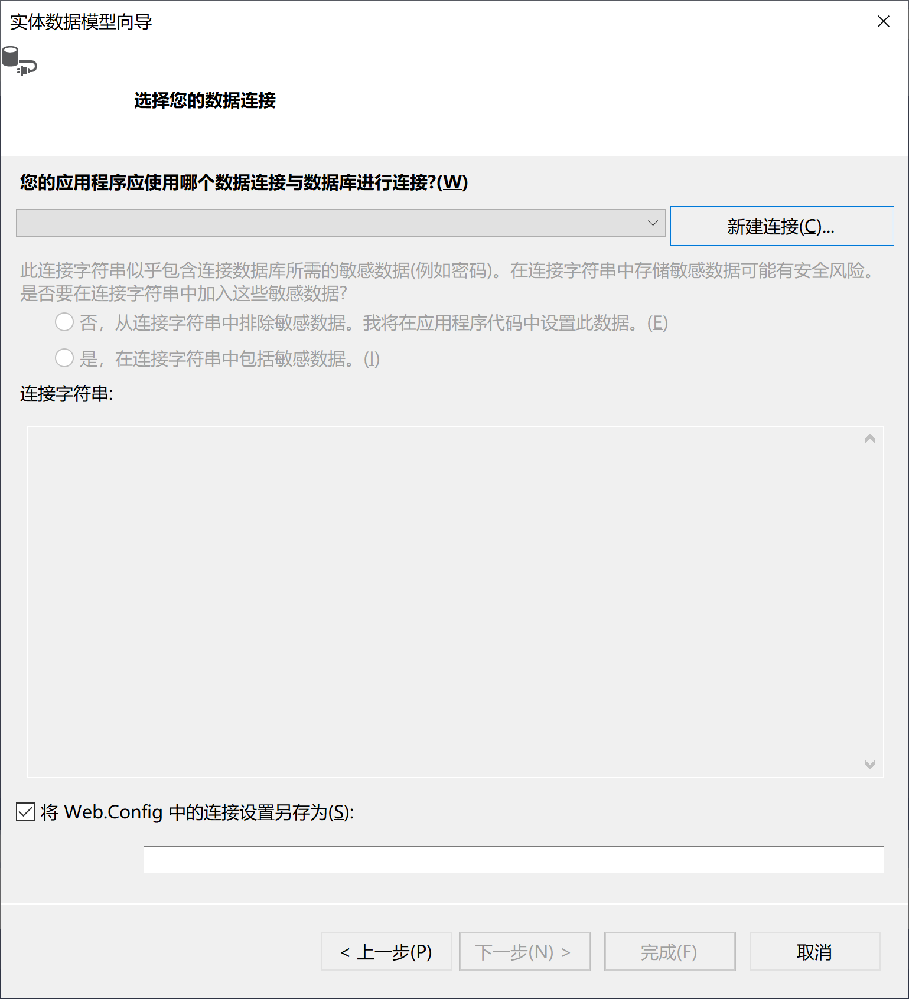 实体数据模型向导
选择您的数据连接
您的应用程序应使用哪个数据连接与数据库进行连接?(W)
新建连接(C)...
此连接字符串似乎包含连接数据库所需的敏感数据(例如密码)。在连接字符串中存储敏感数据可能有安全风险。
是否要在连接字符串中加入这些敏感数据?
否，从连接字符串中排除敏感数据。我将在应用程序代码中设置此数据。(E)
是，在连接字符串中包括敏感数据。(I)
连接字符串:
将 Web.Config 中的连接设置另存为(S):
< 上一步(P)
下一步(N) >
完成(F)
取消